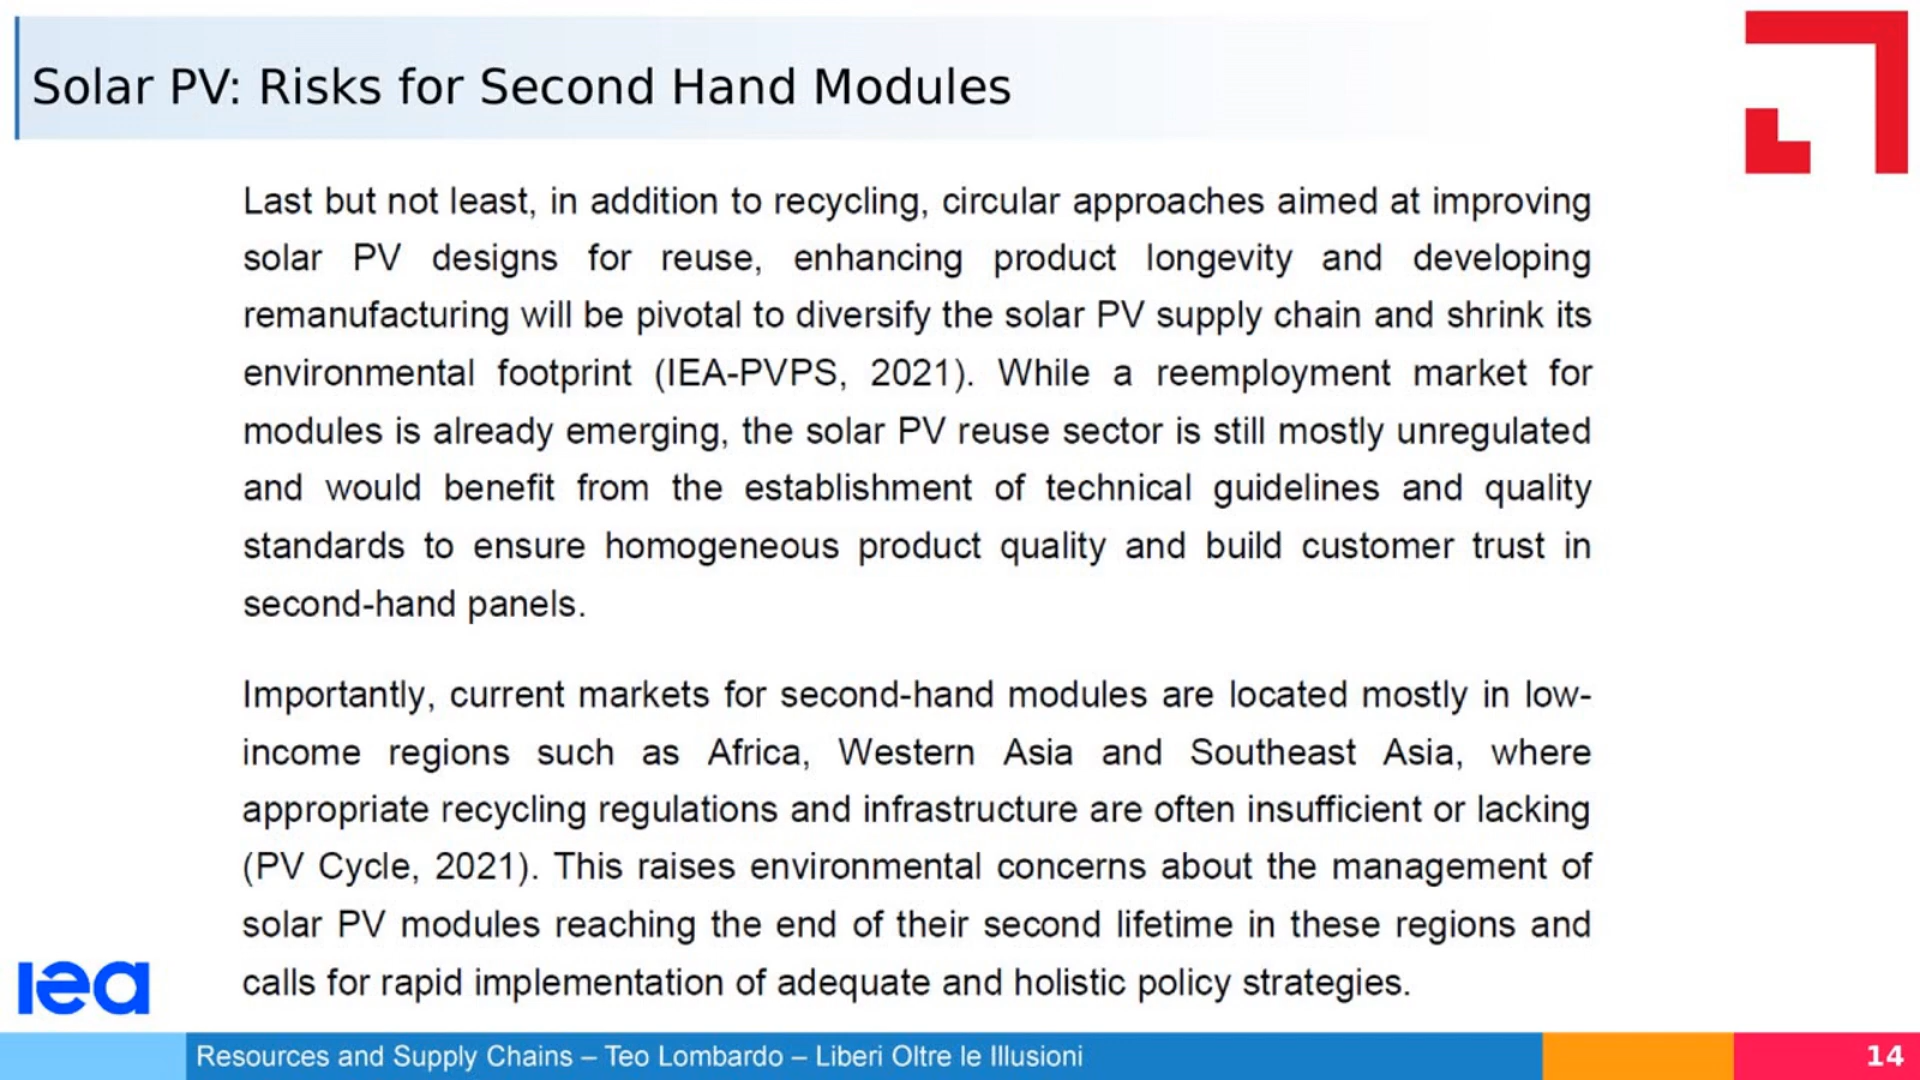 Solar PV: Risks for Second Hand Modules
Last but not least, in addition to recycling, circular approaches aimed at improving
solar PV designs for reuse, enhancing product longevity and developing
remanufacturing will be pivotal to diversify the solar PV supply chain and shrink its
environmental footprint (IEA-PVPS, 2021). While a reemployment market for
modules is already emerging, the solar PV reuse sector is still mostly unregulated
and would benefit from the establishment of technical guidelines and quality
standards to ensure homogeneous product quality and build customer trust in
second-hand panels.
Importantly, current markets for second-hand modules are located mostly in low-
income regions such as Africa, Western Asia and Southeast Asia, where
appropriate recycling regulations and infrastructure are often insufficient or lacking
(PV Cycle, 2021). This raises environmental concerns about the management of
solar PV modules reaching the end of their second lifetime in these regions and
calls for rapid implementation of adequate and holistic policy strategies.
iea
Resources and Supply Chains – Teo Lombardo – Liberi Oltre le Illusioni
14